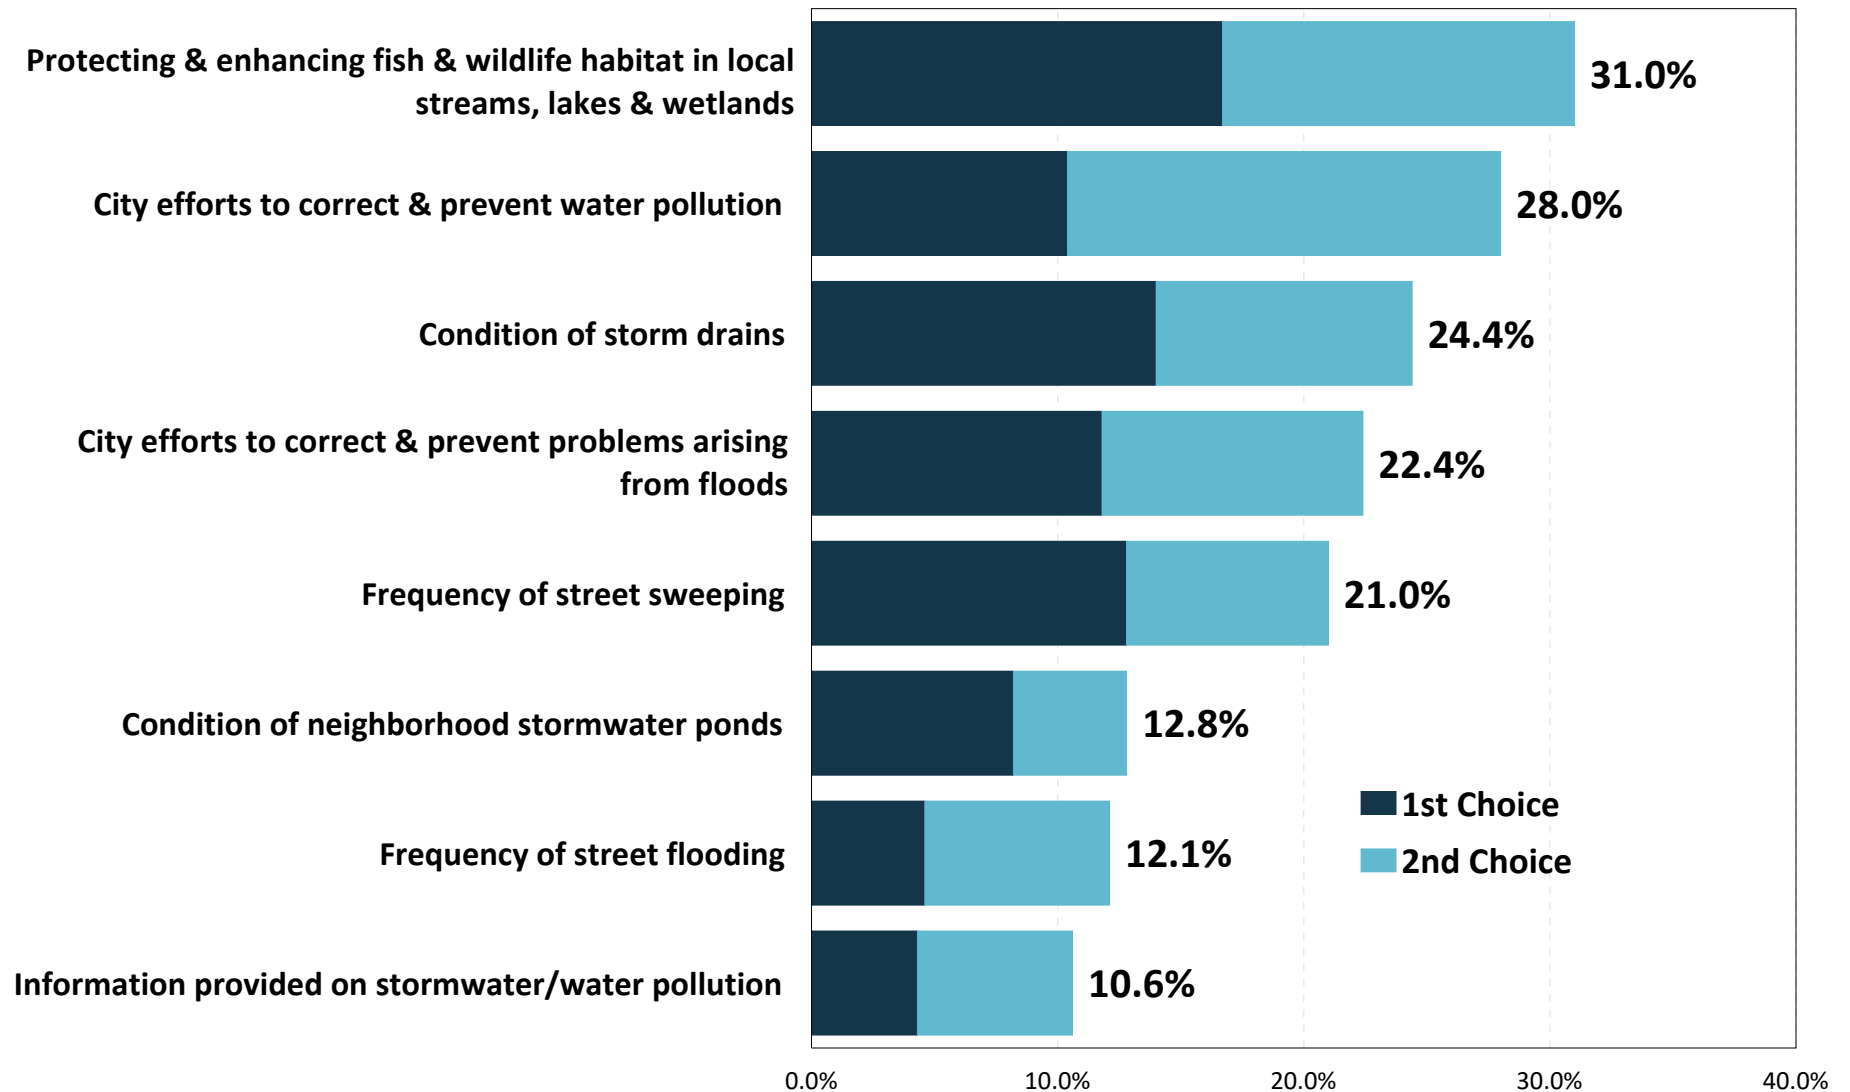 Protecting & enhancing fish & wildlife habitat in local
streams, lakes & wetlands
31.0%
City efforts to correct & prevent water pollution
28.0%
Condition of storm drains
24.4%
City efforts to correct & prevent problems arising
from floods
22.4%
Frequency of street sweeping
21.0%
Condition of neighborhood stormwater ponds
12.8%
1st Choice
Frequency of street flooding
12.1%
2nd Choice
Information provided on stormwater/water pollution
10.6%
0.0% 10.0% 20.0% 30.0% 40.0%